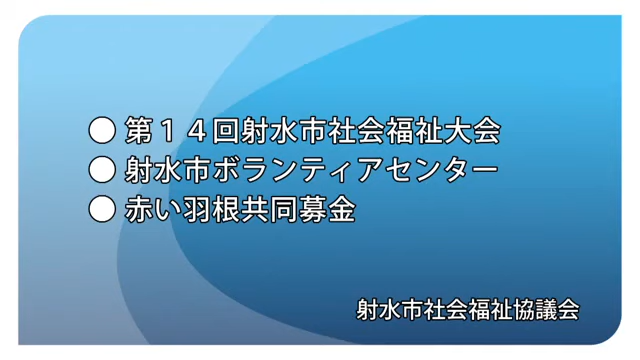 ● 第１４回射水市社会福祉大会
● 射水市ボランティアセンター
● 赤い羽根共同募金
射水市社会福祉協議会